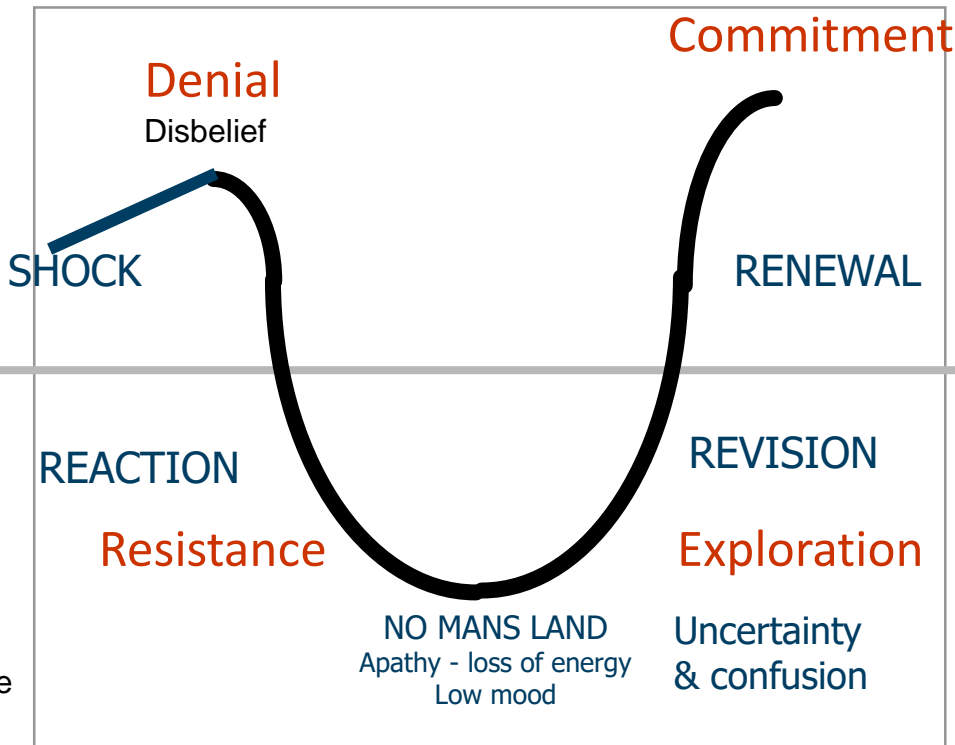 Commitment
Denial
Disbelief
SHOCK
RENEWAL
REACTION
REVISION
Resistance
Exploration
NO MANS LAND
Apathy - loss of energy
Low mood
Uncertainty
& confusion